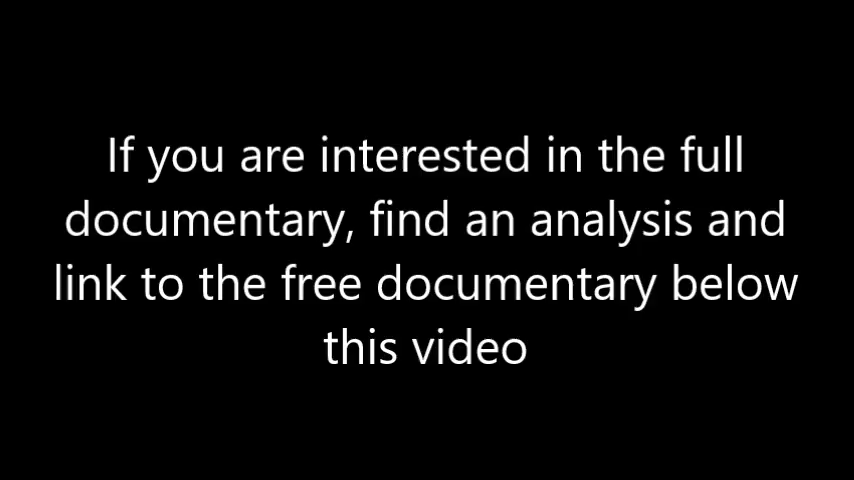 If you are interested in the full
documentary, find an analysis and
link to the free documentary below
this video